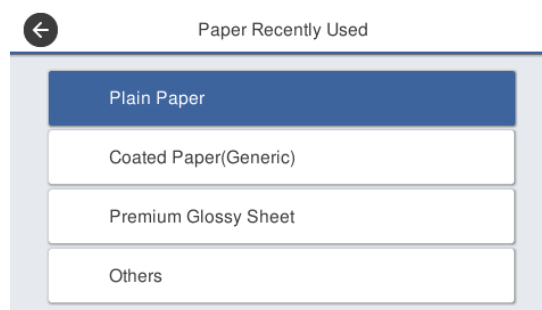 Paper Recently Used
Plain Paper
Coated Paper(Generic)
Premium Glossy Sheet
Others